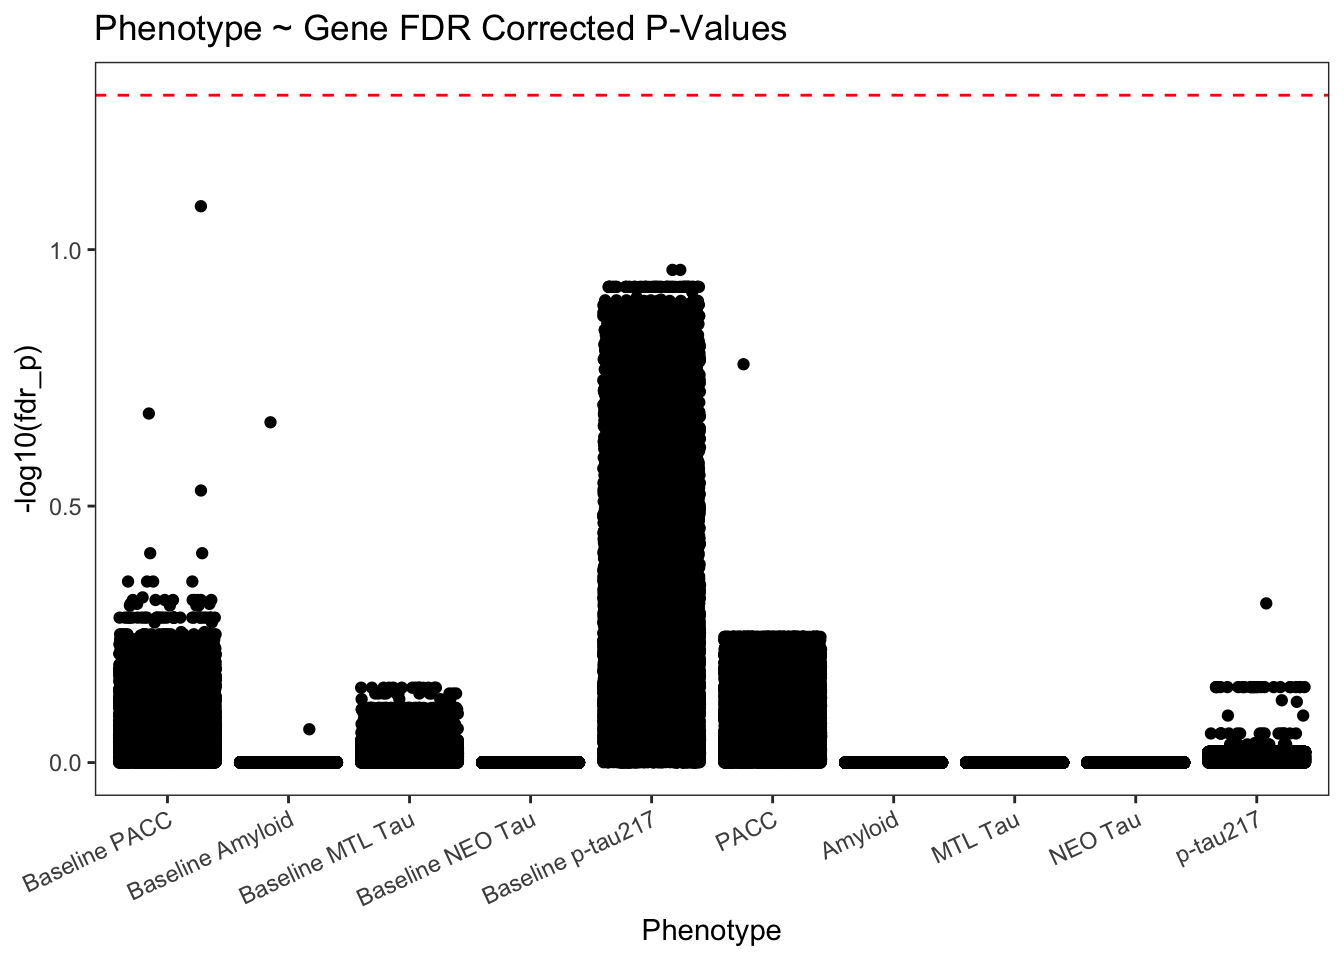 Phenotype ~ Gene FDR Corrected P-Values
-log10(fdr_p)
1.0
0.5
0.0
Baseline PACC
Baseline Amyloid
Baseline MTL Tau
Baseline NEO Tau
Baseline p-tau217
PACC
Amyloid
MTL Tau
NEO Tau
p-tau217
Phenotype